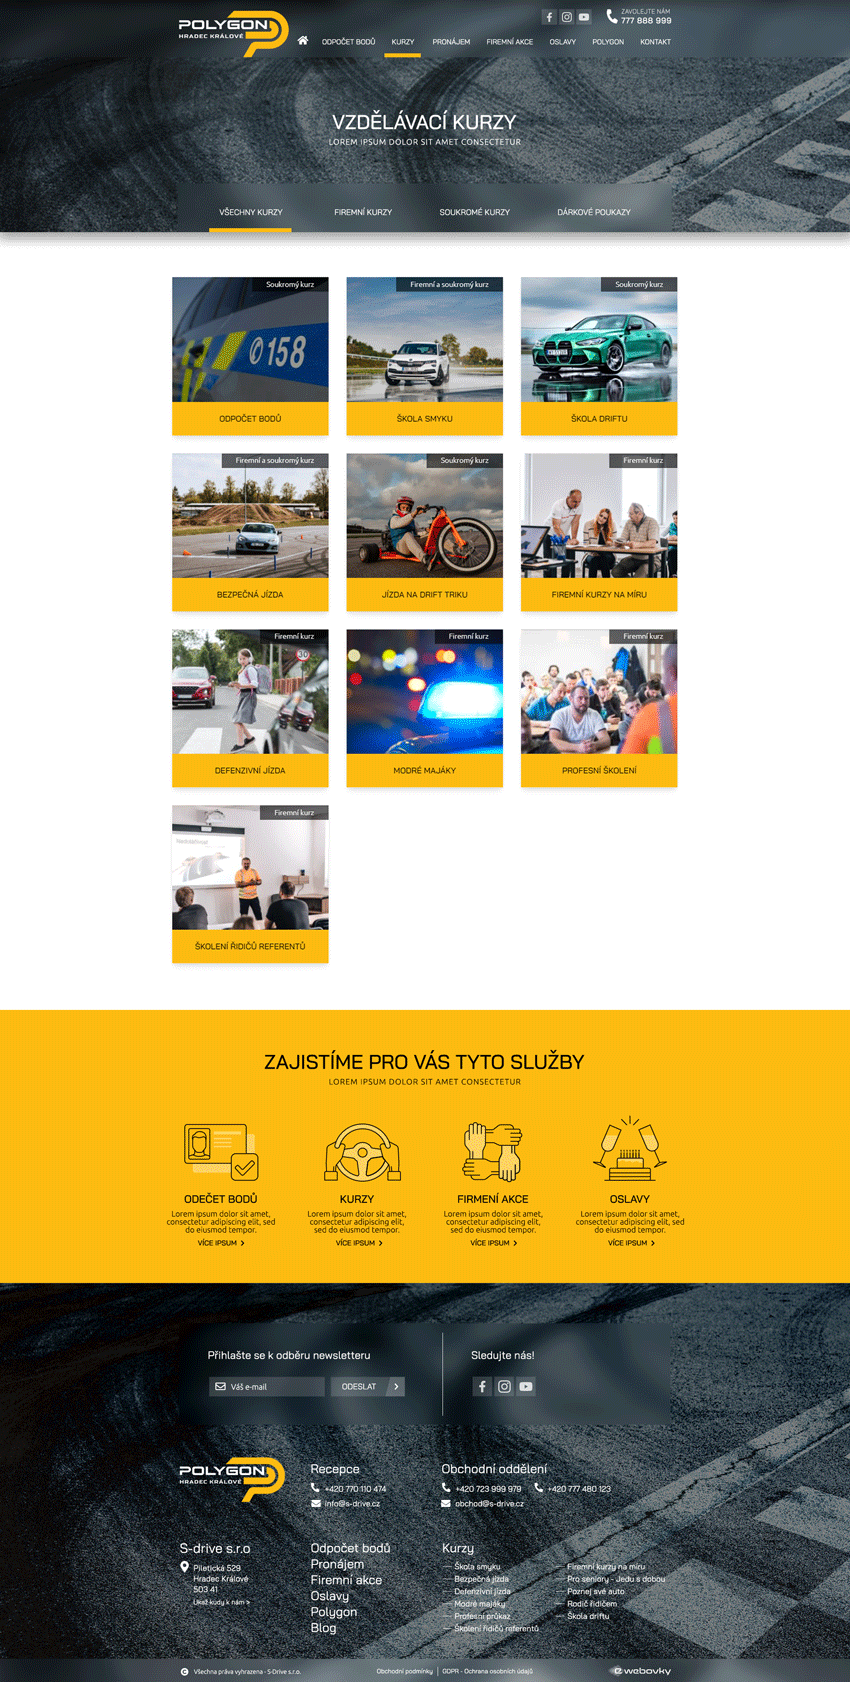 POLYGON
HRADEC KRÁLOVÉ
ZAVOLEJTE NÁM
777 888 999
ODPOČET BODŮ
KURZY
PRONÁJEM
FIREMNÍ AKCE
OSLAVY
POLYGON
KONTAKT
VZDĚLÁVACÍ KURZY
LOREM IPSUM DOLOR SIT AMET CONSECTETUR
VŠECHNY KURZY
FIREMNÍ KURZY
SOUKROMÉ KURZY
DÁRKOVÉ POUKAZY
Soukromý kurz
158
ODPOČET BODŮ
Firemní a soukromý kurz
ŠKOLA SMYKU
Soukromý kurz
ŠKOLA DRIFTU
Firemní a soukromý kurz
BEZPEČNÁ JÍZDA
Soukromý kurz
JÍZDA NA DRIFT TRIKU
Firemní kurz
FIREMNÍ KURZY NA MÍRU
Firemní kurz
30
DEFENZIVNÍ JÍZDA
Firemní kurz
MODRÉ MAJÁKY
Firemní kurz
PROFESNÍ ŠKOLENÍ
Firemní kurz
ŠKOLENÍ ŘIDIČŮ REFERENTŮ
ZAJISTÍME PRO VÁS TYTO SLUŽBY
LOREM IPSUM DOLOR SIT AMET CONSECTETUR
ODEČET BODŮ
Lorem ipsum dolor sit amet,
consectetur adipiscing elit, sed
do eiusmod tempor.
VÍCE IPSUM >
KURZY
Lorem ipsum dolor sit amet,
consectetur adipiscing elit,
sed do eiusmod tempor.
VÍCE IPSUM >
FIRMENÍ AKCE
Lorem ipsum dolor sit amet,
consectetur adipiscing elit,
sed do eiusmod tempor.
VÍCE IPSUM >
OSLAVY
Lorem ipsum dolor sit amet,
consectetur adipiscing elit,
sed do eiusmod tempor.
VÍCE IPSUM >
Přihlašte se k odběru newsletteru
Váš e-mail
ODESLAT >
Sledujte nás!
POLYGON
HRADEC KRÁLOVÉ
Recepce
+420 770 110 474
info@s-drive.cz
Obchodní oddělení
+420 723 999 979
+420 777 480 123
obchod@s-drive.cz
S-drive s.r.o
Piletická 529
Hradec Králové
503 41
Ukaž kudy k nám >
Odpočet bodů
Pronájem
Firemní akce
Oslavy
Polygon
Blog
Kurzy
— Škola smyku
— Bezpečná jízda
— Defenzivní jízda
— Modré majáky
— Profesní průkaz
— Školení řidičů referentů
— Firemní kurzy na míru
— Pro seniory - Jedu s dobou
— Poznej své auto
— Rodič řidičem
— Škola driftu
Všechna práva vyhrazena - S-Drive s.r.o.
Obchodní podmínky | GDPR - Ochrana osobních údajů
webovky